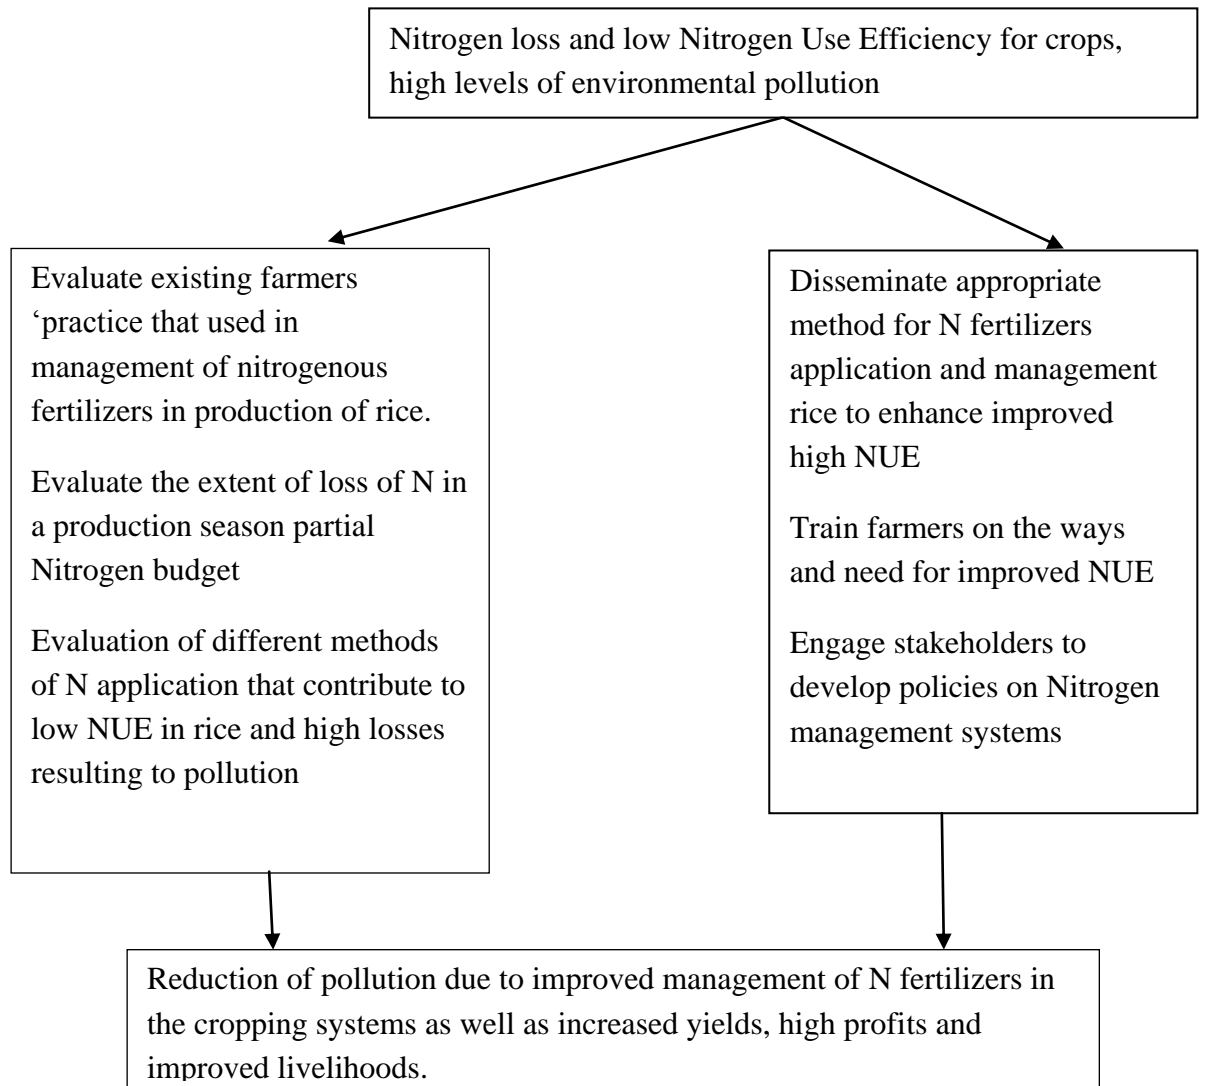 Nitrogen loss and low Nitrogen Use Efficiency for crops,
high levels of environmental pollution
Evaluate existing farmers
‘practice that used in
management of nitrogenous
fertilizers in production of rice.
Evaluate the extent of loss of N in
a production season partial
Nitrogen budget
Evaluation of different methods
of N application that contribute to
low NUE in rice and high losses
resulting to pollution
Disseminate appropriate
method for N fertilizers
application and management
rice to enhance improved
high NUE
Train farmers on the ways
and need for improved NUE
Engage stakeholders to
develop policies on Nitrogen
management systems
Reduction of pollution due to improved management of N fertilizers in
the cropping systems as well as increased yields, high profits and
improved livelihoods.